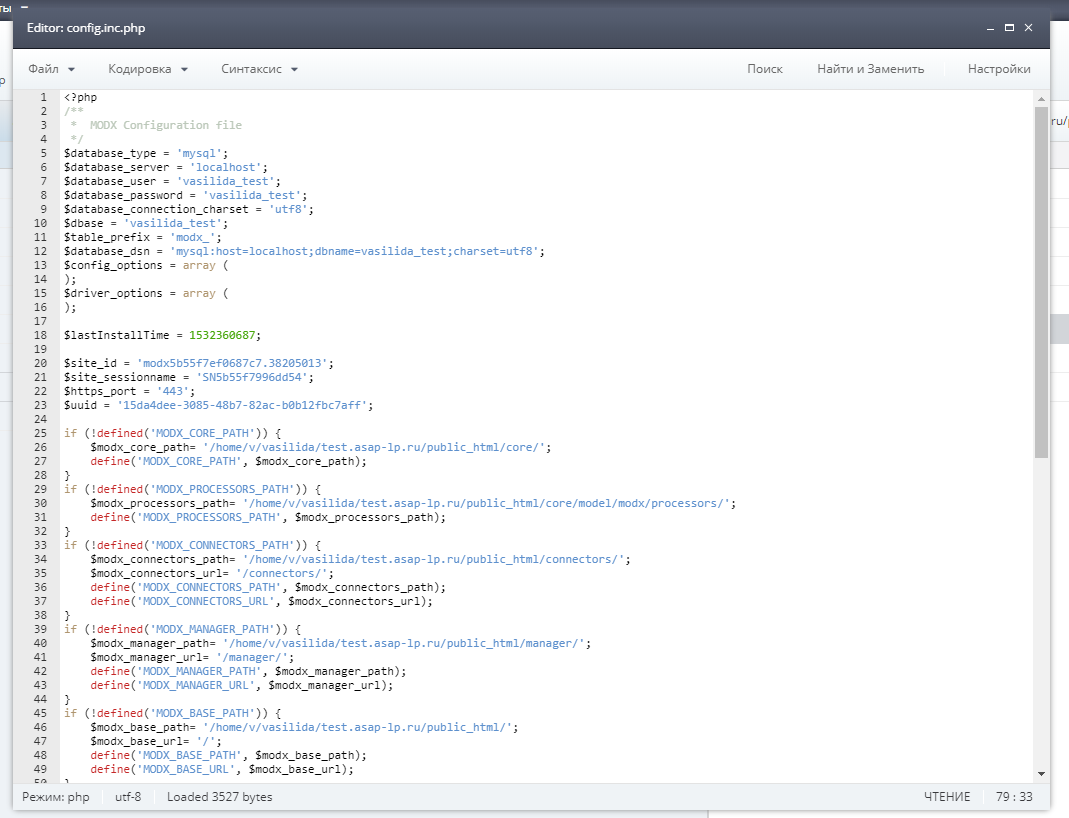 ты
Editor: config.inc.php
Файл Кодировка Синтаксис Поиск Найти и Заменить Настройки
р
ru/
1 <?php
2 /**
3  *  MODX Configuration file
4  */
5 $database_type = 'mysql';
6 $database_server = 'localhost';
7 $database_user = 'vasilida_test';
8 $database_password = 'vasilida_test';
9 $database_connection_charset = 'utf8';
10 $dbase = 'vasilida_test';
11 $table_prefix = 'modx_';
12 $database_dsn = 'mysql:host=localhost;dbname=vasilida_test;charset=utf8';
13 $config_options = array (
14 );
15 $driver_options = array (
16 );
17
18 $lastInstallTime = 1532360687;
19
20 $site_id = 'modx5b55f7ef0687c7.38205013';
21 $site_sessionname = 'SN5b55f7996dd54';
22 $https_port = '443';
23 $uuid = '15da4dee-3085-48b7-82ac-b0b12fbc7aff';
24
25 if (!defined('MODX_CORE_PATH')) {
26     $modx_core_path= '/home/v/vasilida/test.asap-lp.ru/public_html/core/';
27     define('MODX_CORE_PATH', $modx_core_path);
28 }
29 if (!defined('MODX_PROCESSORS_PATH')) {
30     $modx_processors_path= '/home/v/vasilida/test.asap-lp.ru/public_html/core/model/modx/processors/';
31     define('MODX_PROCESSORS_PATH', $modx_processors_path);
32 }
33 if (!defined('MODX_CONNECTORS_PATH')) {
34     $modx_connectors_path= '/home/v/vasilida/test.asap-lp.ru/public_html/connectors/';
35     $modx_connectors_url= '/connectors/';
36     define('MODX_CONNECTORS_PATH', $modx_connectors_path);
37     define('MODX_CONNECTORS_URL', $modx_connectors_url);
38 }
39 if (!defined('MODX_MANAGER_PATH')) {
40     $modx_manager_path= '/home/v/vasilida/test.asap-lp.ru/public_html/manager/';
41     $modx_manager_url= '/manager/';
42     define('MODX_MANAGER_PATH', $modx_manager_path);
43     define('MODX_MANAGER_URL', $modx_manager_url);
44 }
45 if (!defined('MODX_BASE_PATH')) {
46     $modx_base_path= '/home/v/vasilida/test.asap-lp.ru/public_html/';
47     $modx_base_url= '/';
48     define('MODX_BASE_PATH', $modx_base_path);
49     define('MODX_BASE_URL', $modx_base_url);
50 }
Режим: php utf-8 Loaded 3527 bytes ЧТЕНИЕ 79 : 33